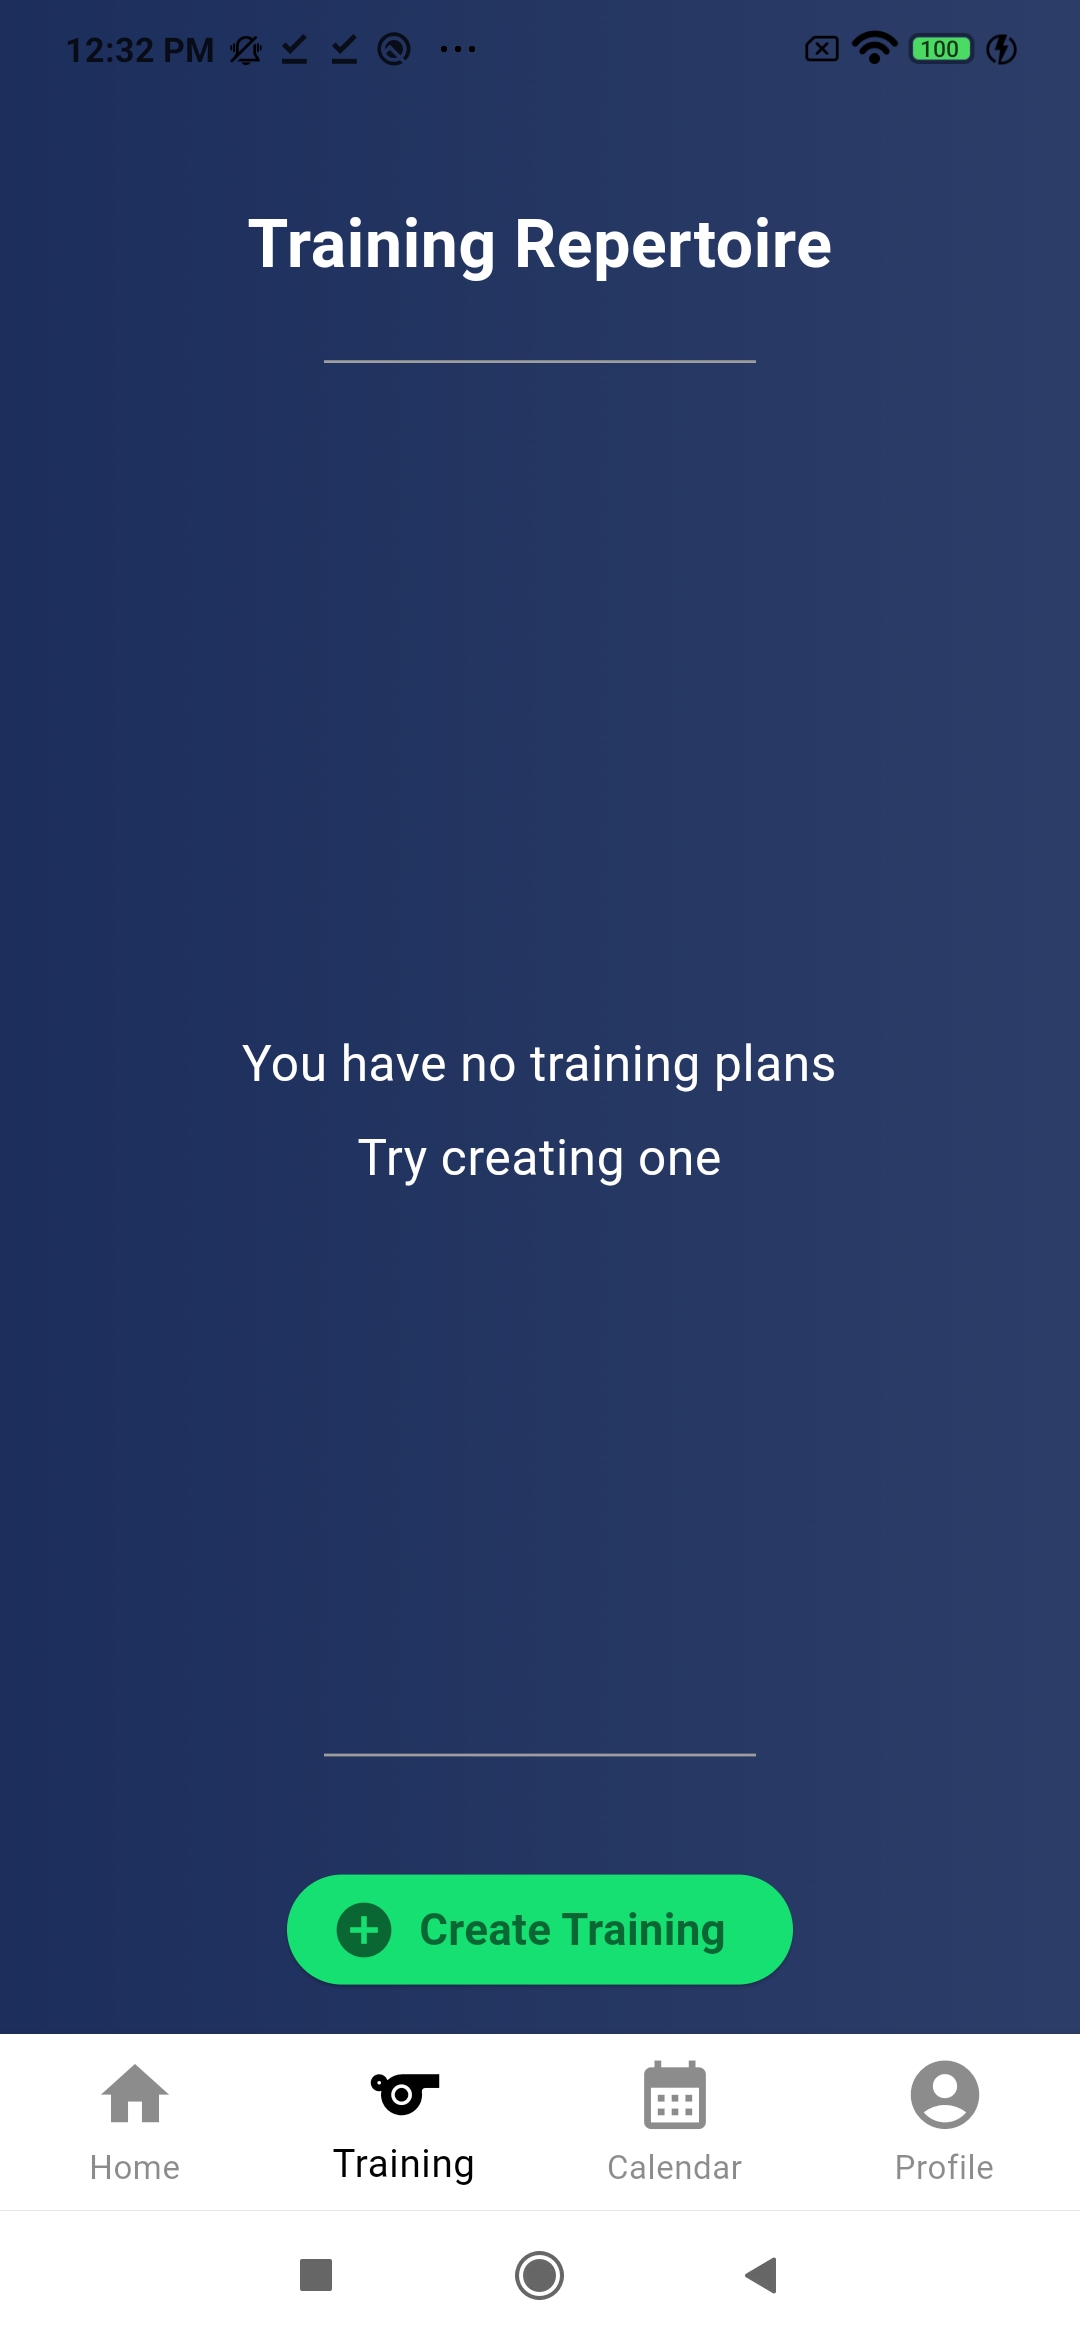 12:32 PM
100
Training Repertoire
You have no training plans
Try creating one
Create Training
Home
Training
Calendar
Profile